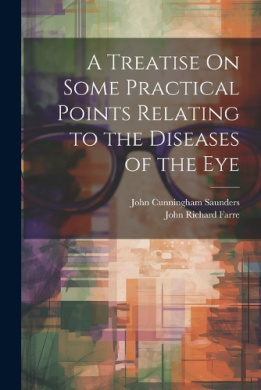 A Treatise On
Some Practical
Points Relating
to the Diseases
of the Eye
John Cunningham Saunders
John Richard Farre